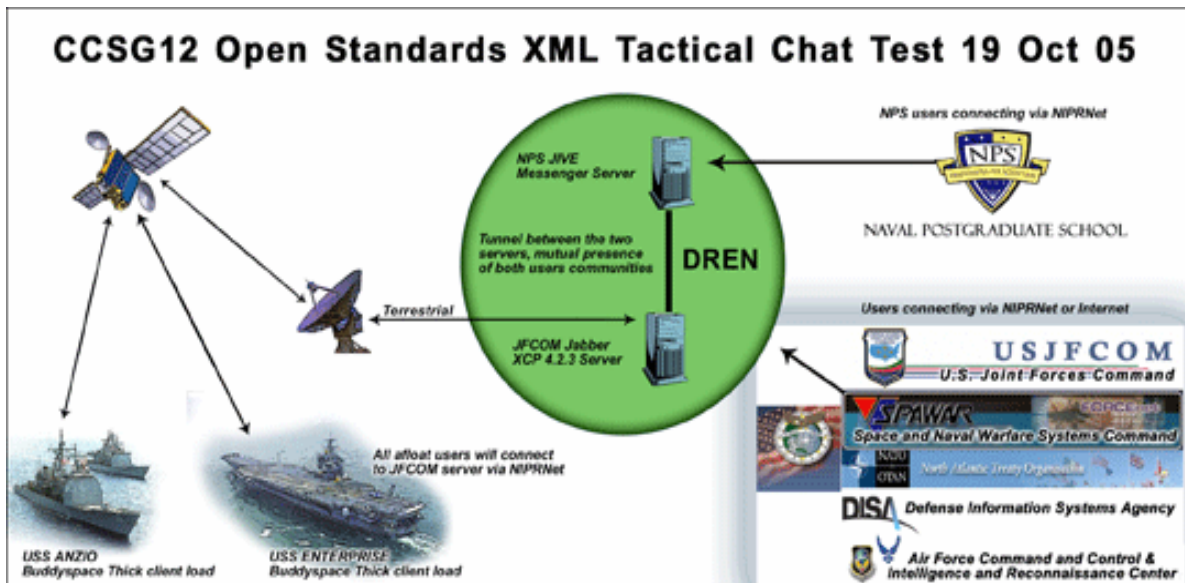 CCSG12 Open Standards XML Tactical Chat Test 19 Oct 05
NPS users connecting via NIPRNet
NPS JIVE
Messenger Server
NPS
NAVAL POSTGRADUATE SCHOOL
Tunnel between the two
servers, mutual presence
of both users communities
DREN
Terrestrial
JFCOM Jabber
XCP 4.2.3 Server
Users connecting via NIPRNet or Internet
USJFCOM
U.S. Joint Forces Command
SPAWAR
Space and Naval Warfare Systems Command
NATO
OTAN
North Atlantic Treaty Organisation
DISA
Defense Information Systems Agency
Air Force Command and Control &
Intelligence and Reconnaissance Center
All afloat users will connect
to JFCOM server via NIPRNet
USS ANZIO
Buddyspace Thick client load
USS ENTERPRISE
Buddyspace Thick client load